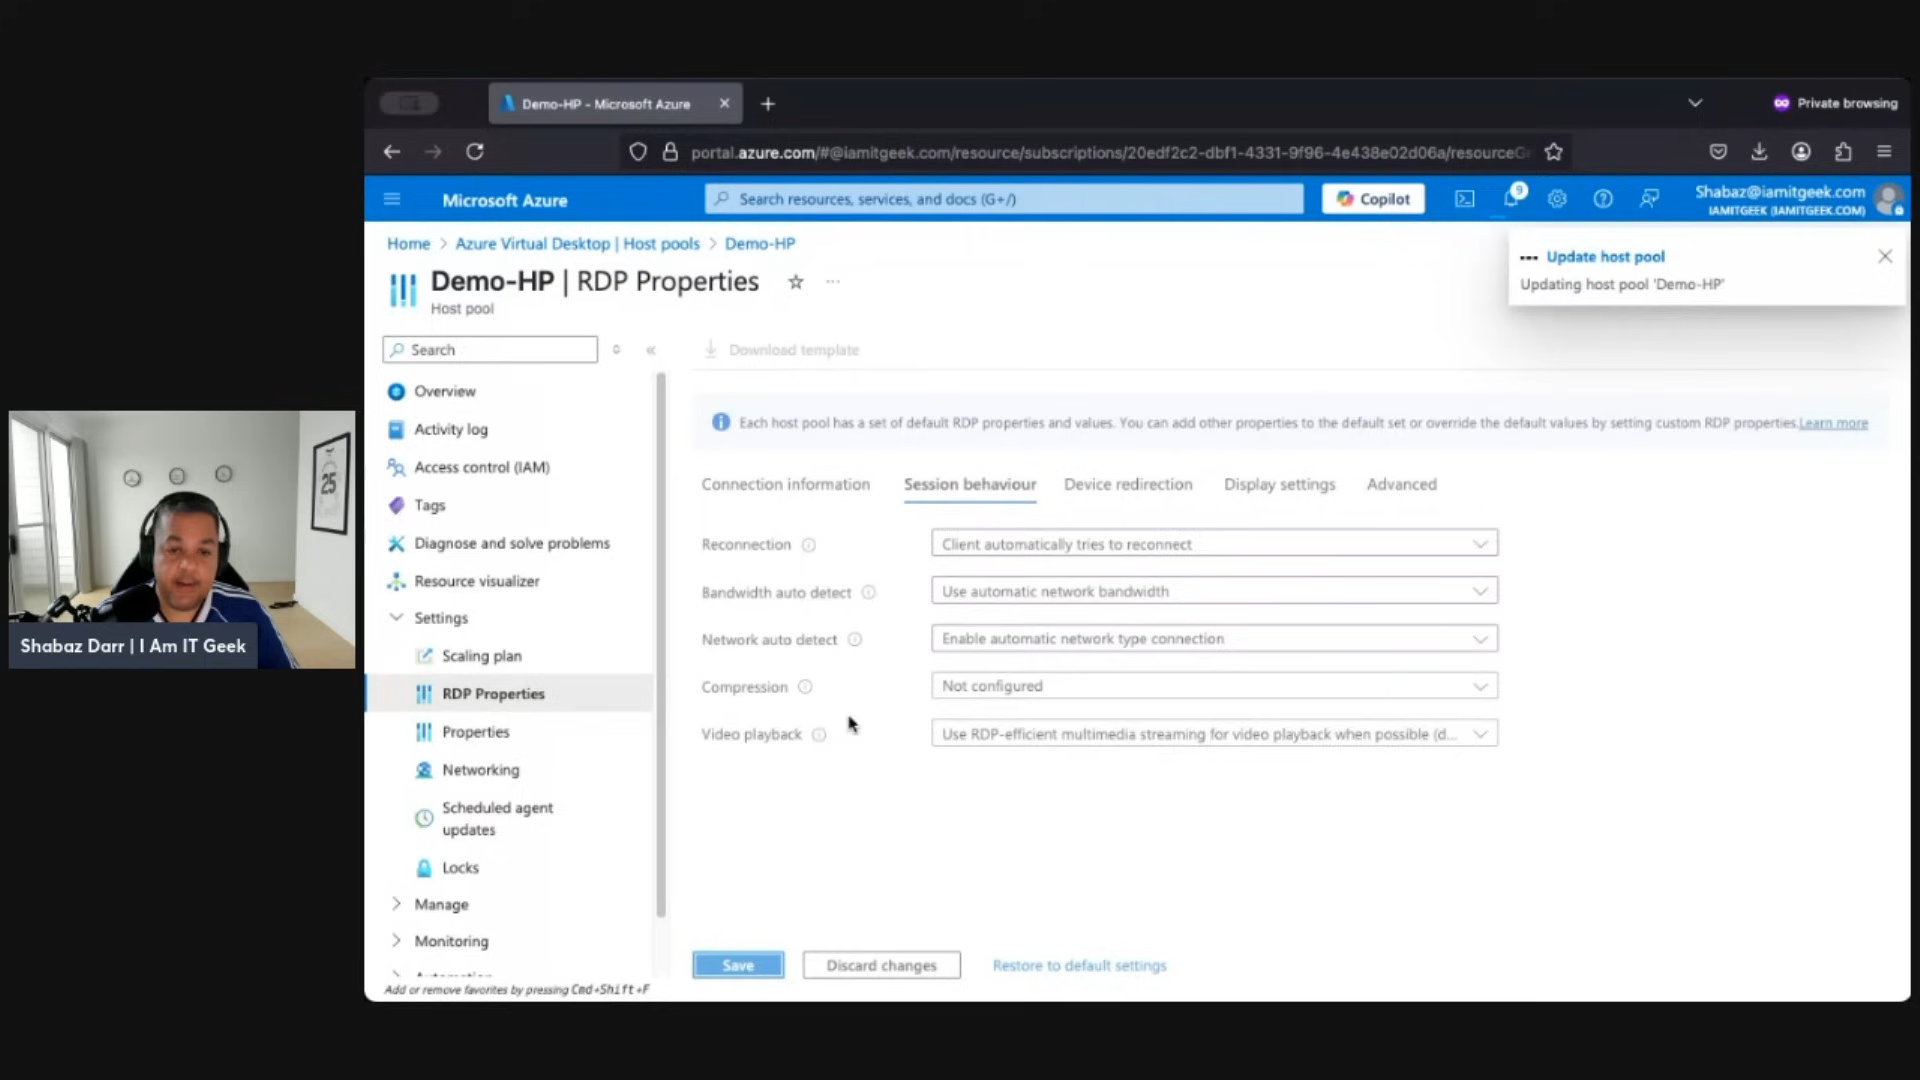 Demo-HP - Microsoft Azure
Private browsing
portal.azure.com/#@iamitgeek.com/resource/subscriptions/20edf2c2-dbf1-4331-9f96-4e438e02d06a/resourceGr
Microsoft Azure
Search resources, services, and docs (G+/)
Copilot
9
Shabaz@iamitgeek.com
IAMITGEEK (IAMITGEEK.COM)
Home > Azure Virtual Desktop | Host pools > Demo-HP
Update host pool
Updating host pool 'Demo-HP'
Demo-HP | RDP Properties
Host pool
Search
Download template
Overview
Activity log
Access control (IAM)
Tags
Diagnose and solve problems
Resource visualizer
Settings
Scaling plan
RDP Properties
Properties
Networking
Scheduled agent
updates
Locks
Manage
Monitoring
Automation
Add or remove favorites by pressing Cmd+Shift+F
Each host pool has a set of default RDP properties and values. You can add other properties to the default set or override the default values by setting custom RDP properties.Learn more
Connection information
Session behaviour
Device redirection
Display settings
Advanced
Reconnection
Client automatically tries to reconnect
Bandwidth auto detect
Use automatic network bandwidth
Network auto detect
Enable automatic network type connection
Compression
Not configured
Video playback
Use RDP-efficient multimedia streaming for video playback when possible (d...
Save
Discard changes
Restore to default settings
25
Shabaz Darr | I Am IT Geek